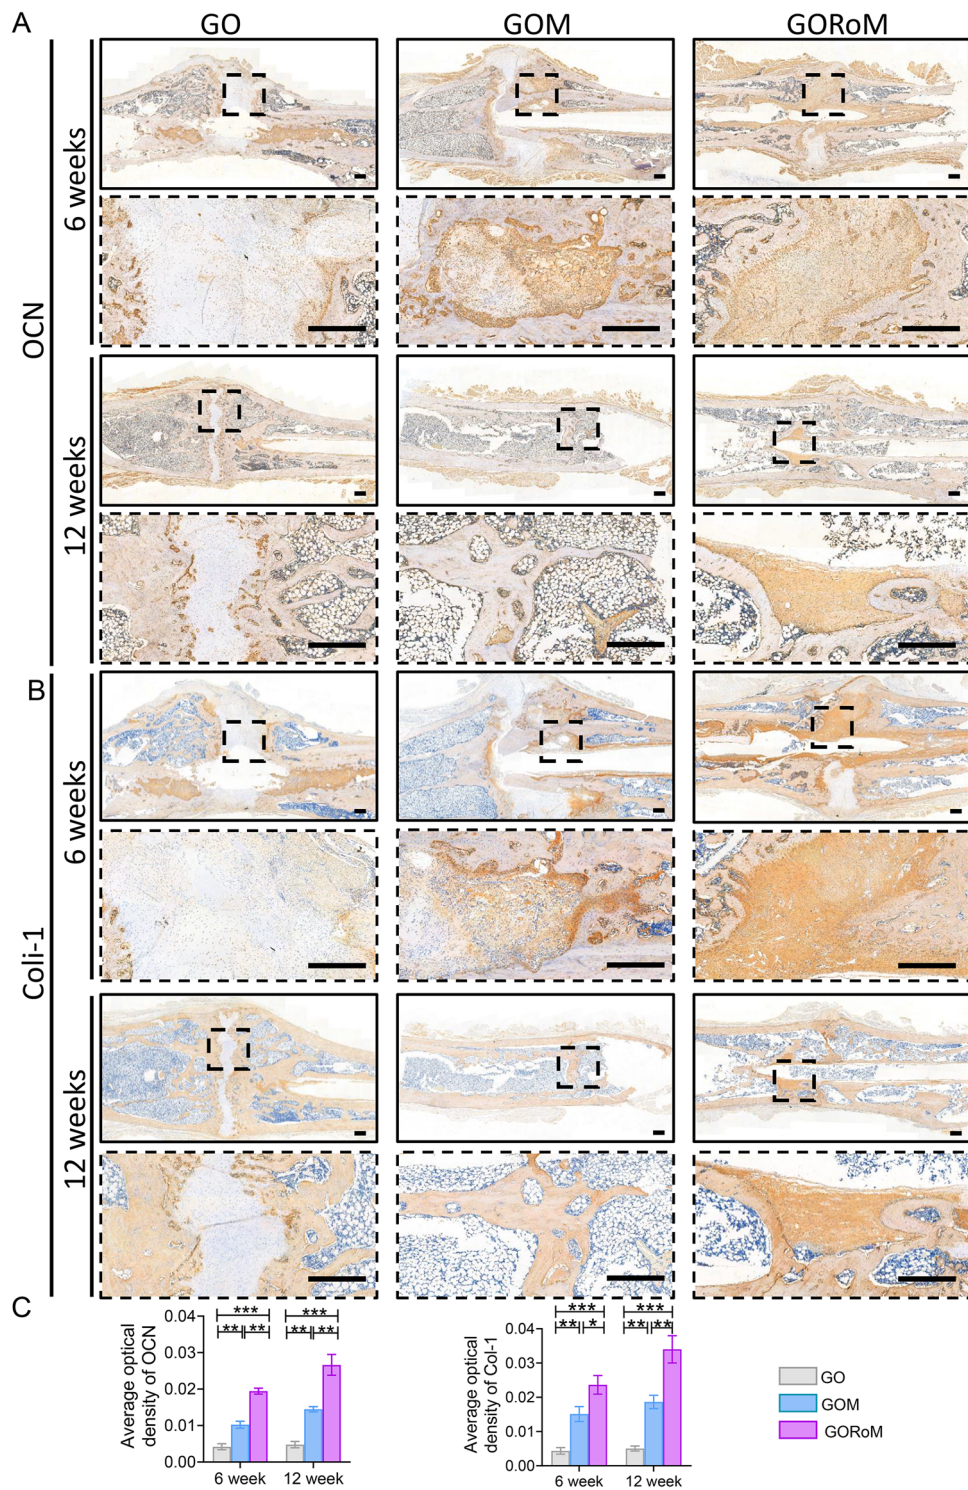 A
GO GOM GORoM
OCN
6 weeks
12 weeks
B
Coli-1
6 weeks
12 weeks
C
Average optical
density of OCN
0.04
0.03
0.02
0.01
0.00
*** ***
** ** ** **
6 week 12 week
Average optical
density of Col-1
0.04
0.03
0.02
0.01
0.00
*** ***
** * ** **
6 week 12 week
GO
GOM
GORoM